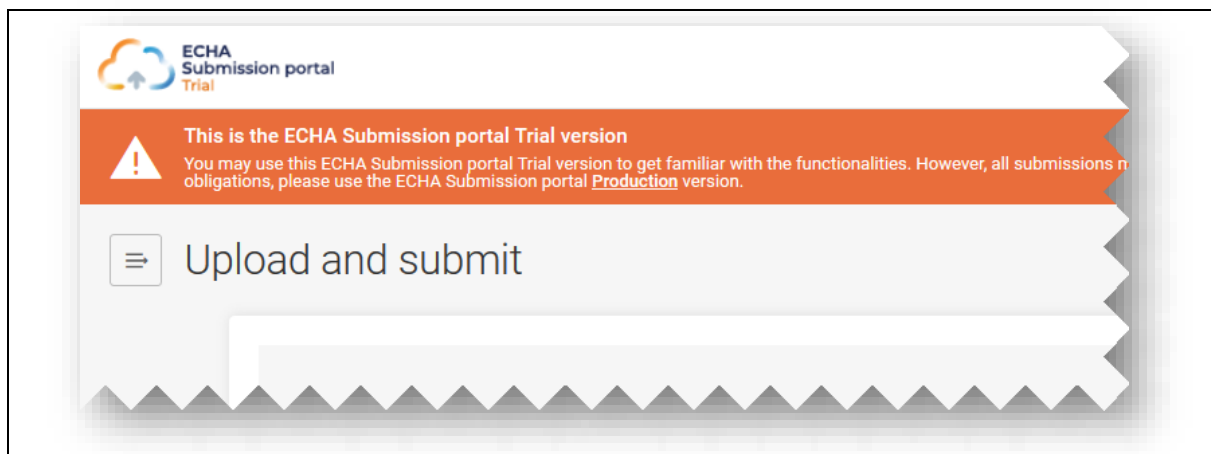 ECHA
Submission portal
Trial
This is the ECHA Submission portal Trial version
You may use this ECHA Submission portal Trial version to get familiar with the functionalities. However, all submissions
obligations, please use the ECHA Submission portal Production version.
Upload and submit